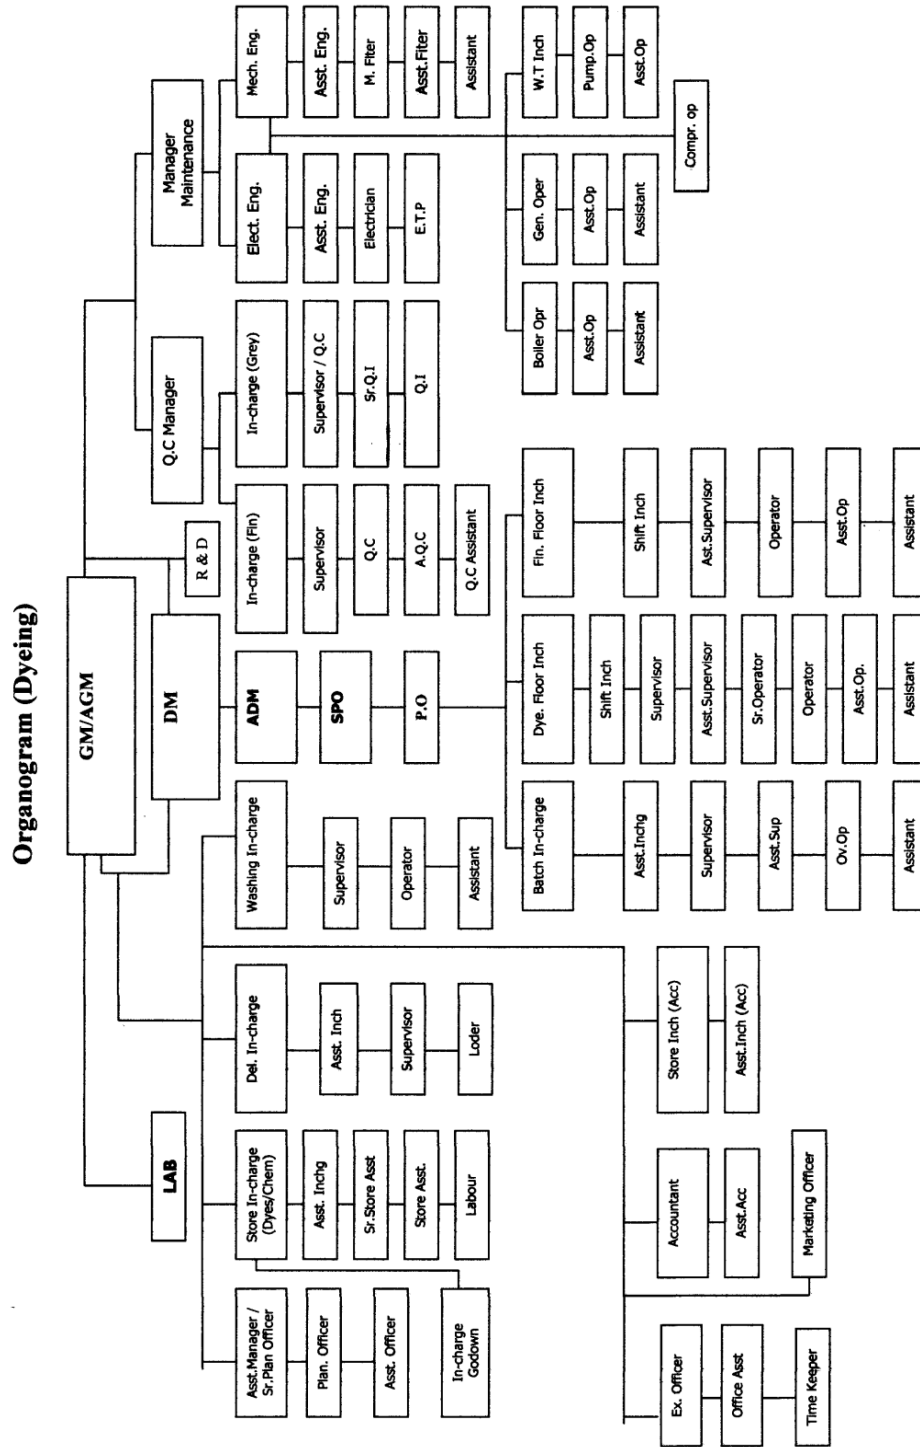 Organogram (Dyeing)
GM/AGM
LAB
DM
R & D
Q.C Manager
Manager
Maintenance
Asst.Manager /
Sr.Plan Officer
Plan. Officer
Asst. Officer
Store In-charge
(Dyes/Chem)
Asst. Inchg
Sr.Store Asst
Store Asst.
Labour
In-charge
Godown
Del. In-charge
Asst. Inch
Supervisor
Loder
Washing In-charge
Supervisor
Operator
Assistant
ADM
SPO
P.O
In-charge (Fin)
Supervisor
Q.C
A.Q.C
Q.C Assistant
In-charge (Grey)
Supervisor / Q.C
Sr.Q.I
Q.I
Elect. Eng.
Asst. Eng.
Electrician
E.T.P
Mech. Eng.
Asst. Eng.
M. Fiter
Asst.Fiter
Assistant
Ex. Officer
Office Asst
Time Keeper
Accountant
Asst.Acc
Marketing Officer
Store Inch (Acc)
Asst.Inch (Acc)
Batch In-charge
Asst.Inchg
Supervisor
Asst.Sup
Ov.Op
Assistant
Dye. Floor Inch
Shift Inch
Supervisor
Asst.Supervisor
Sr.Operator
Operator
Asst.Op.
Assistant
Fin. Floor Inch
Shift Inch
Ast.Supervisor
Operator
Asst.Op
Assistant
Boiler Opr
Asst.Op
Assistant
Gen. Oper
Asst.Op
Assistant
W.T Inch
Pump.Op
Asst.Op
Compr. op